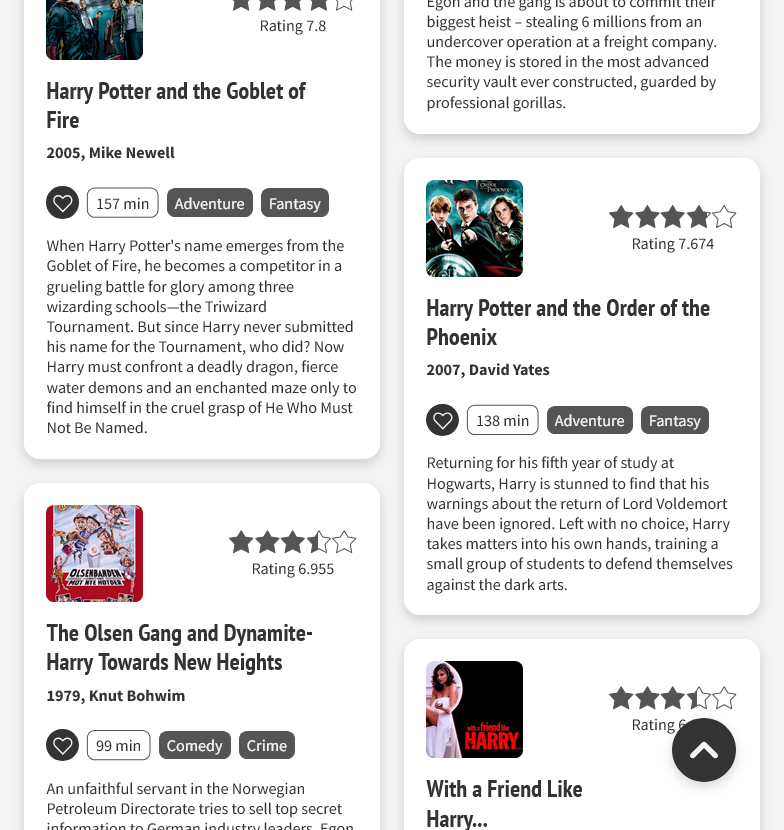 Rating 7.8
Harry Potter and the Goblet of
Fire
2005, Mike Newell
157 min
Adventure
Fantasy
When Harry Potter's name emerges from the
Goblet of Fire, he becomes a competitor in a
grueling battle for glory among three
wizarding schools—the Triwizard
Tournament. But since Harry never submitted
his name for the Tournament, who did? Now
Harry must confront a deadly dragon, fierce
water demons and an enchanted maze only to
find himself in the cruel grasp of He Who Must
Not Be Named.
OLSENBANDEN
MOT NYE HØYDER
Rating 6.955
The Olsen Gang and Dynamite-
Harry Towards New Heights
1979, Knut Bohwim
99 min
Comedy
Crime
An unfaithful servant in the Norwegian
Petroleum Directorate tries to sell top secret
information to German industry leaders. Egon
Egon and the gang is about to commit their
biggest heist – stealing 6 millions from an
undercover operation at a freight company.
The money is stored in the most advanced
security vault ever constructed, guarded by
professional gorillas.
ORDER
PHOENIX
Rating 7.674
Harry Potter and the Order of the
Phoenix
2007, David Yates
138 min
Adventure
Fantasy
Returning for his fifth year of study at
Hogwarts, Harry is stunned to find that his
warnings about the return of Lord Voldemort
have been ignored. Left with no choice, Harry
takes matters into his own hands, training a
small group of students to defend themselves
against the dark arts.
with a friend like
HARRY...
Rating
With a Friend Like
Harry...